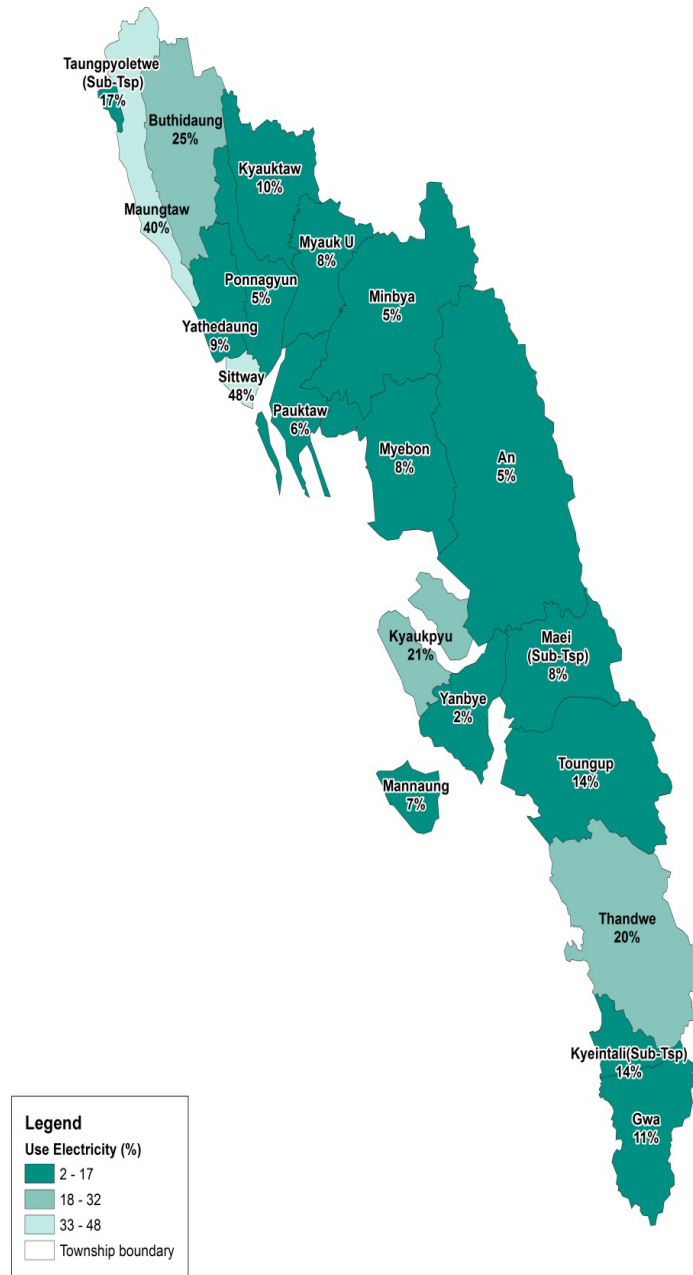 Taungpyoletwe
(Sub-Tsp)
17%
Buthidaung
25%
Kyauktaw
10%
Maungtaw
40%
Myauk U
8%
Ponnagyun
5%
Minbya
5%
Yathedaung
9%
Sittway
48%
Pauktaw
6%
Myebon
8%
An
5%
Kyaukpyu
21%
Maei
(Sub-Tsp)
8%
Yanbye
2%
Toungup
14%
Mannaung
7%
Thandwe
20%
Kyeintali(Sub-Tsp)
14%
Gwa
11%
Legend
Use Electricity (%)
2 - 17
18 - 32
33 - 48
Township boundary